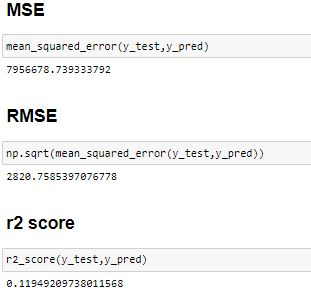 MSE
mean_squared_error(y_test,y_pred)
7956678.739333792
RMSE
np.sqrt(mean_squared_error(y_test,y_pred))
2820.7585397076778
r2 score
r2_score(y_test,y_pred)
0.11949209738011568